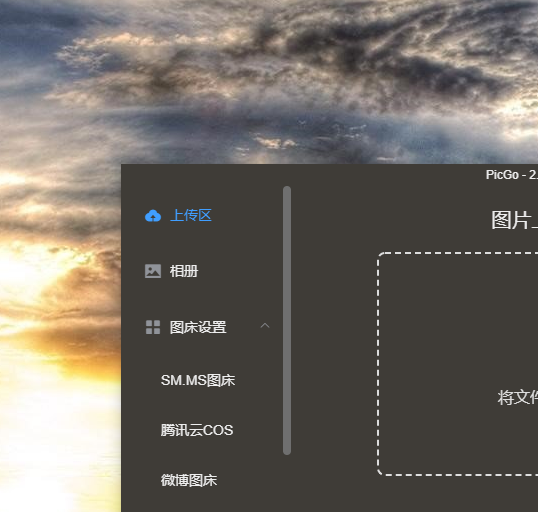 PicGo - 2.
上传区
图片上
相册
图床设置
SM.MS图床
将文件
腾讯云COS
微博图床